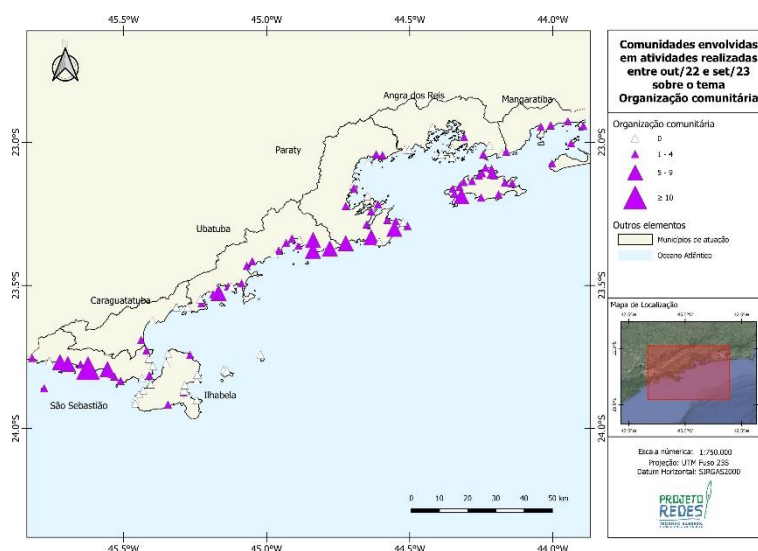 45.5°W 45.0°W 44.5°W 44.0°W
Angra dos Reis
Mangaratiba
Paraty
Ubatuba
Caraguatatuba
São Sebastião
Ilhabela
23.0°S 23.0°S
23.5°S 23.5°S
24.0°S 24.0°S
0 10 20 30 40 50 km
45.5°W 45.0°W 44.5°W 44.0°W
Comunidades envolvidas
em atividades realizadas
entre out/22 e set/23
sobre o tema
Organização comunitária
Organização comunitária
0
1 - 4
5 - 9
≥ 10
Outros elementos
Municípios de atuação
Oceano Atlântico
Mapa de Localização
Escala númerica: 1:750.000
Projeção: UTM Fuso 23S
Datum Horizontal: SIRGAS2000
PROJETO
REDES